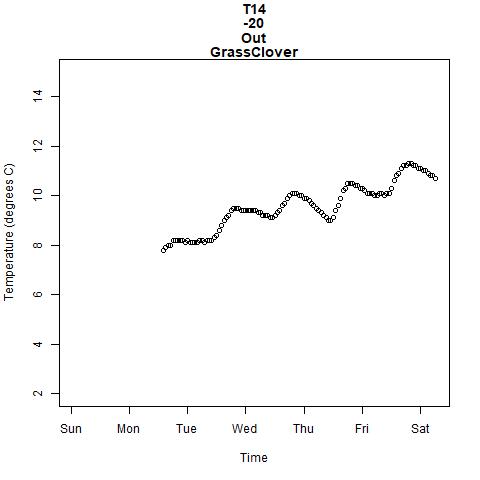 T14
-20
Out
GrassClover
Temperature (degrees C)
14
12
10
8
6
4
2
Sun Mon Tue Wed Thu Fri Sat
Time